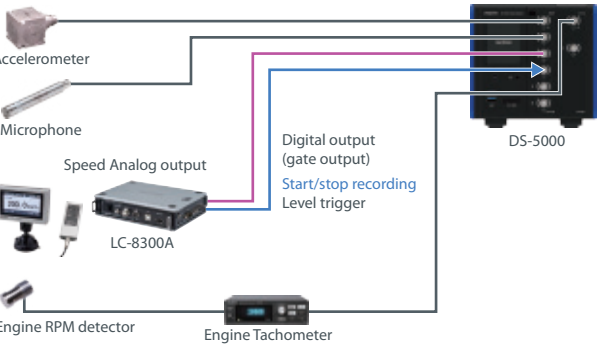 Accelerometer
Microphone
Speed Analog output
LC-8300A
Digital output
(gate output)
Start/stop recording
Level trigger
DS-5000
Engine RPM detector
Engine Tachometer